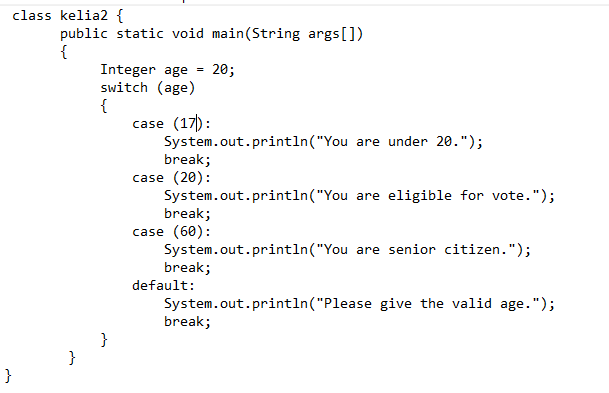 class kelia2 {
public static void main(String args[])
{
Integer age = 20;
switch (age)
{
case (17):
System.out.println("You are under 20.");
break;
case (20):
System.out.println("You are eligible for vote.");
break;
case (60):
System.out.println("You are senior citizen.");
break;
default:
System.out.println("Please give the valid age.");
break;
}
}
}